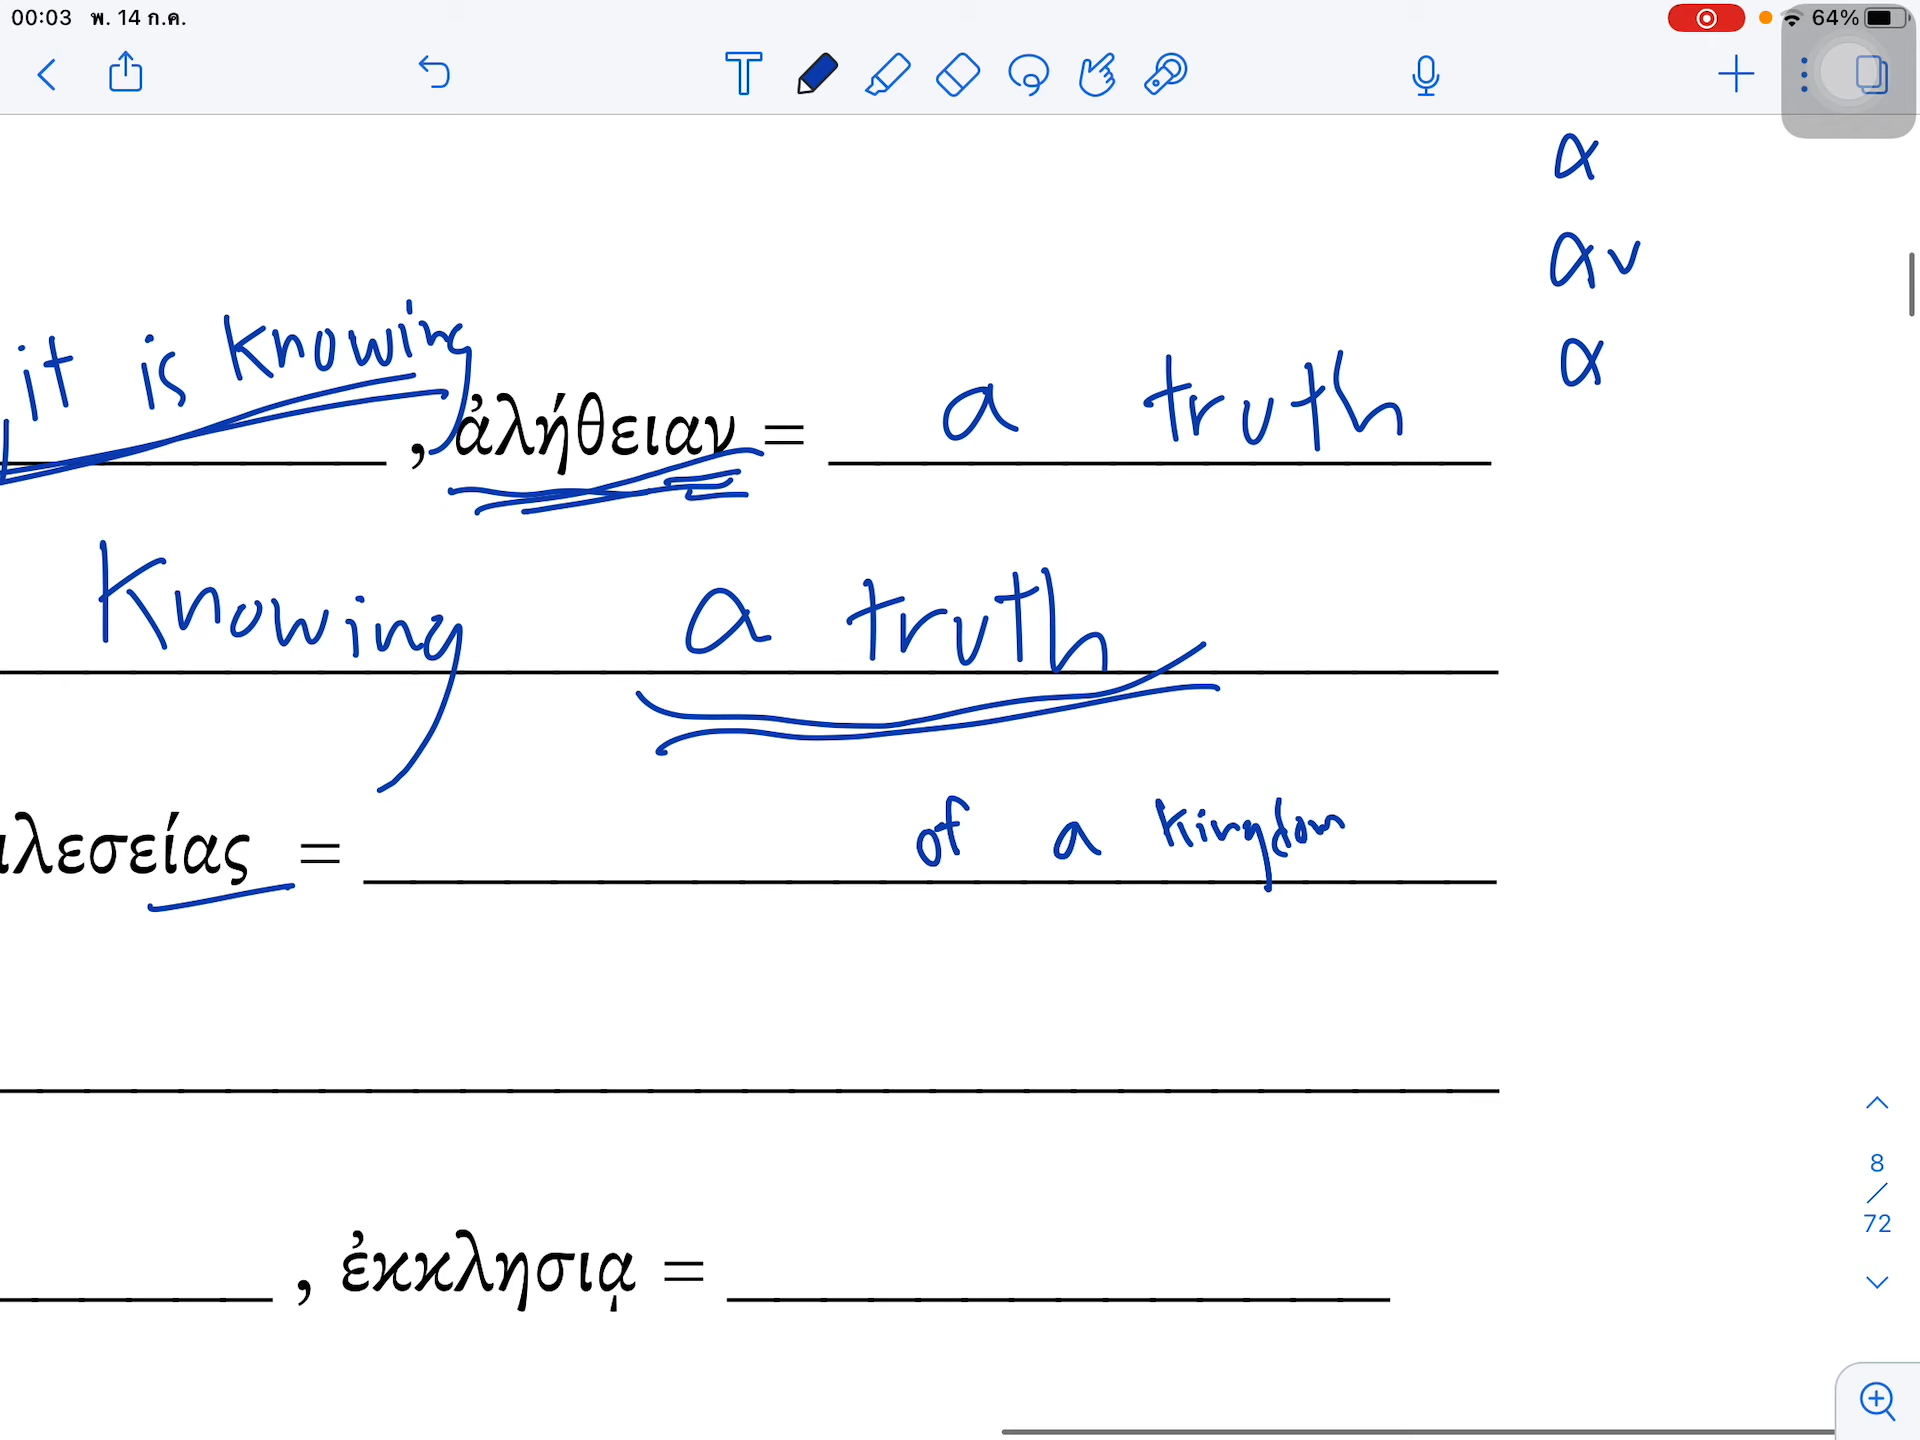 00:03 พ. 14 ก.ค. 64%
α
αν
α
it is knowing
, ἀλήθειαν = a truth
Knowing a truth
ιλεσείας = of a kingdom
, ἐκκλησιᾳ =
8
/
72